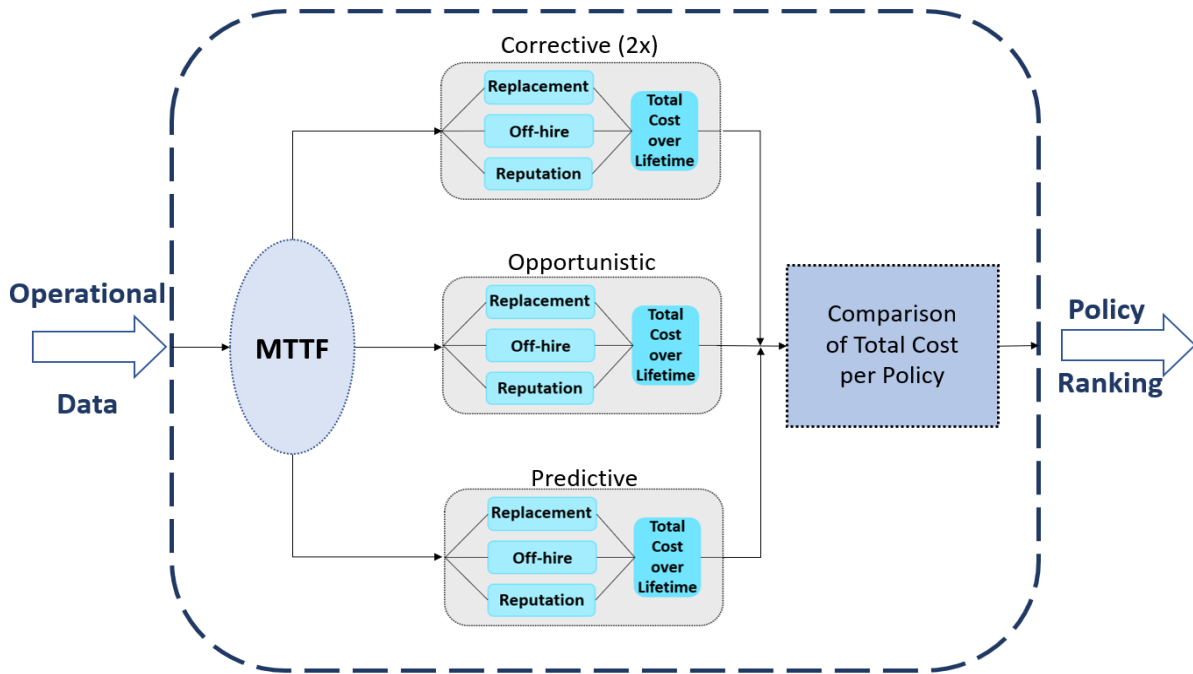 Operational
Data
MTTF
Corrective (2x)
Replacement
Off-hire
Reputation
Total
Cost
over
Lifetime
Opportunistic
Replacement
Off-hire
Reputation
Total
Cost
over
Lifetime
Predictive
Replacement
Off-hire
Reputation
Total
Cost
over
Lifetime
Comparison
of Total Cost
per Policy
Policy
Ranking